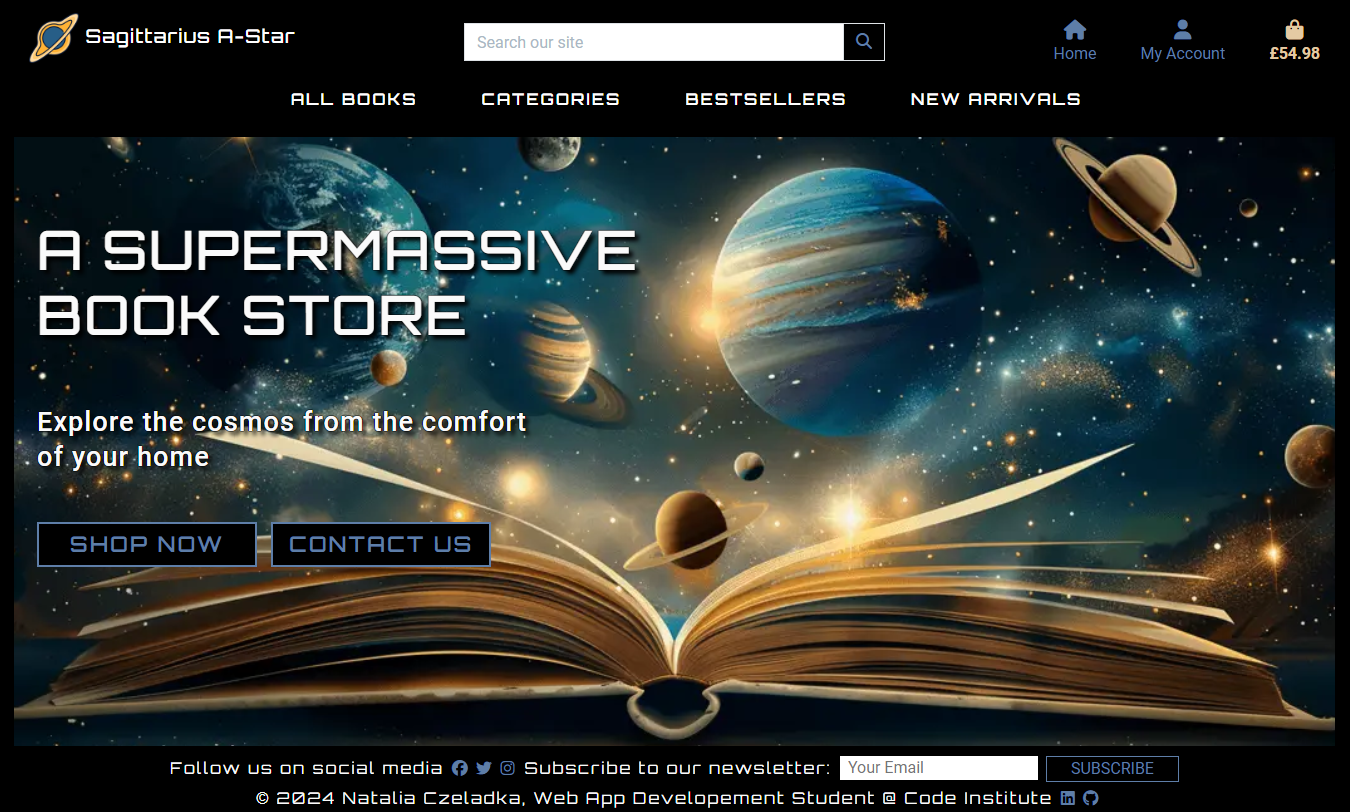 Sagittarius A-Star
Search our site
Home
My Account
£54.98
ALL BOOKS
CATEGORIES
BESTSELLERS
NEW ARRIVALS
A SUPERMASSIVE
BOOK STORE
Explore the cosmos from the comfort
of your home
SHOP NOW
CONTACT US
Follow us on social media
Subscribe to our newsletter:
Your Email
SUBSCRIBE
© 2024 Natalia Czeladka, Web App Developement Student @ Code Institute